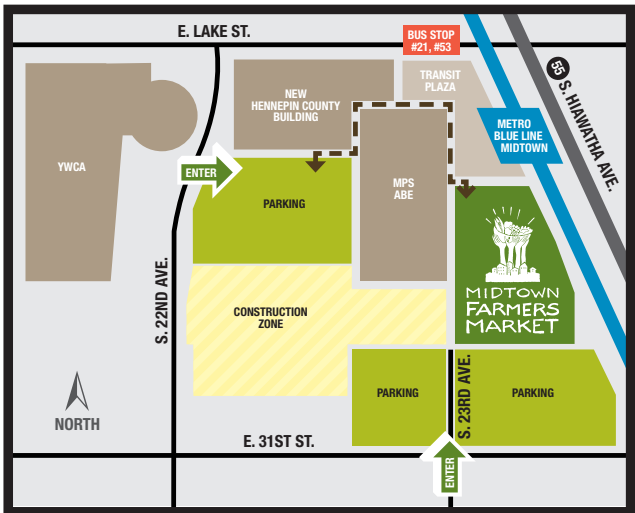 E. LAKE ST.
BUS STOP
#21, #53
55
S. HIAWATHA AVE.
TRANSIT
PLAZA
NEW
HENNEPIN COUNTY
BUILDING
METRO
BLUE LINE
MIDTOWN
YWCA
ENTER
MPS
ABE
PARKING
MIDTOWN
FARMERS
MARKET
S. 22ND AVE.
CONSTRUCTION
ZONE
NORTH
PARKING
S. 23RD AVE.
PARKING
E. 31ST ST.
ENTER